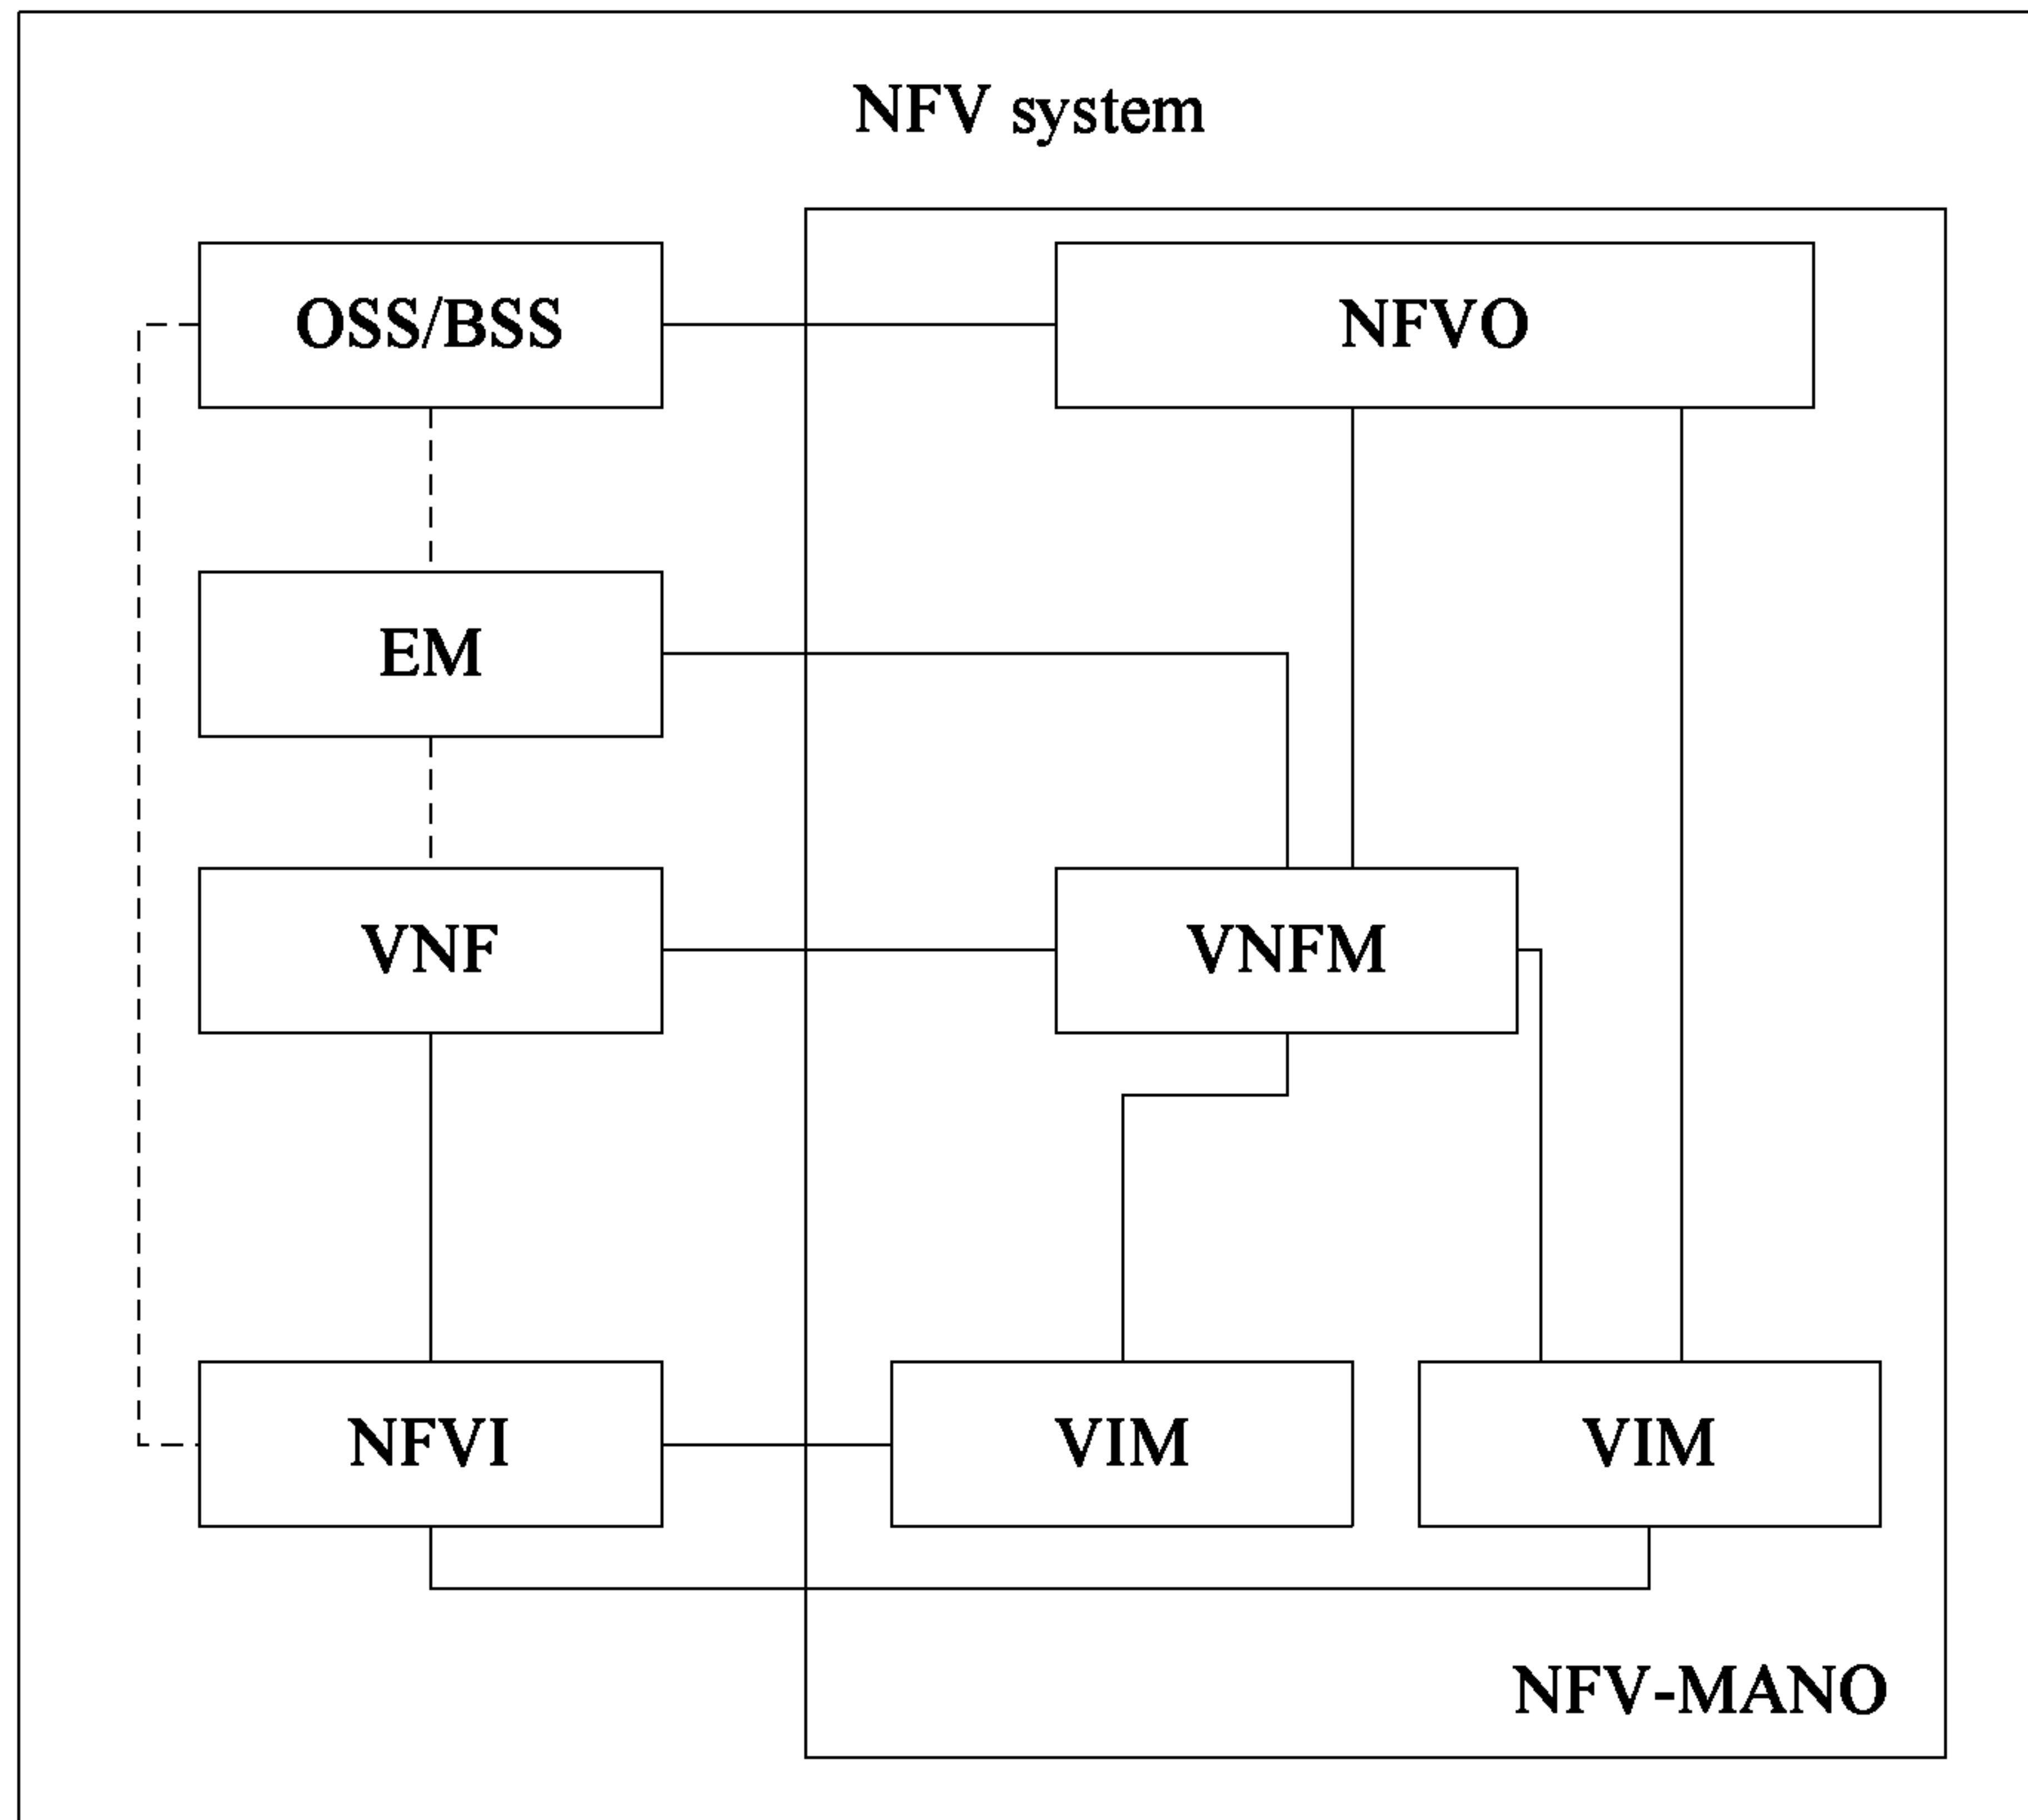 NFV system
OSS/BSS
NFVO
EM
VNF
VNFM
NFVI
VIM
VIM
NFV-MANO